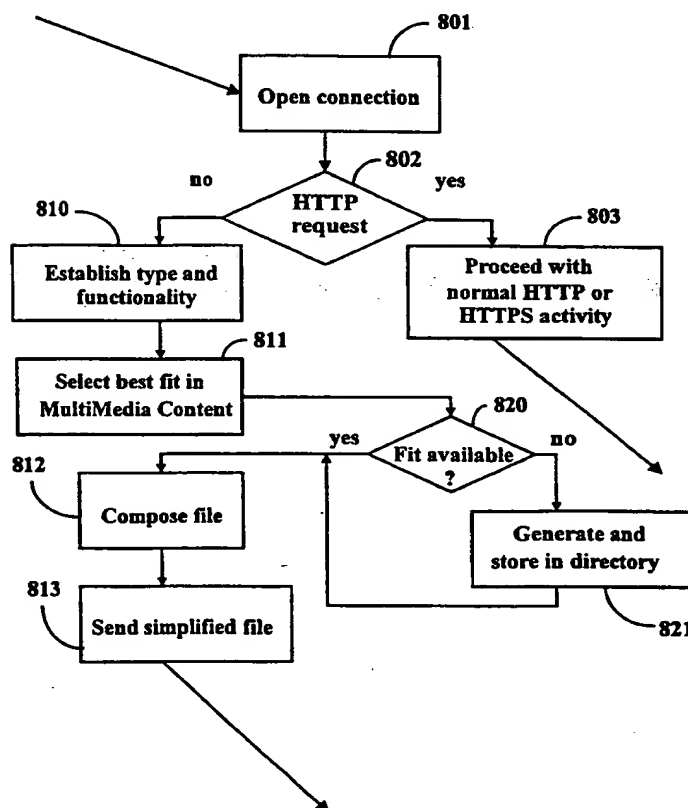 801
Open connection
802
no
yes
HTTP
request
810
803
Establish type and
functionality
Proceed with
normal HTTP or
HTTPS activity
811
Select best fit in
MultiMedia Content
820
yes
no
Fit available
?
812
Compose file
Generate and
store in directory
813
Send simplified file
821